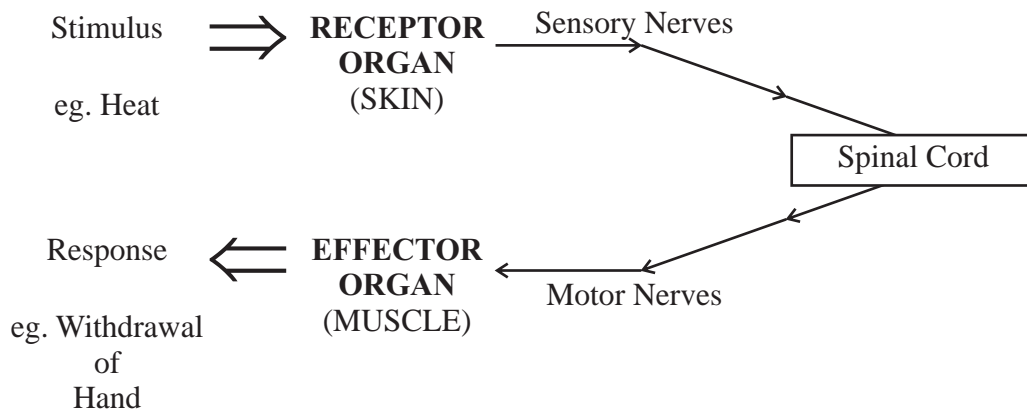 Stimulus
eg. Heat
RECEPTOR
ORGAN
(SKIN)
Sensory Nerves
Spinal Cord
Response
eg. Withdrawal
of
Hand
EFFECTOR
ORGAN
(MUSCLE)
Motor Nerves